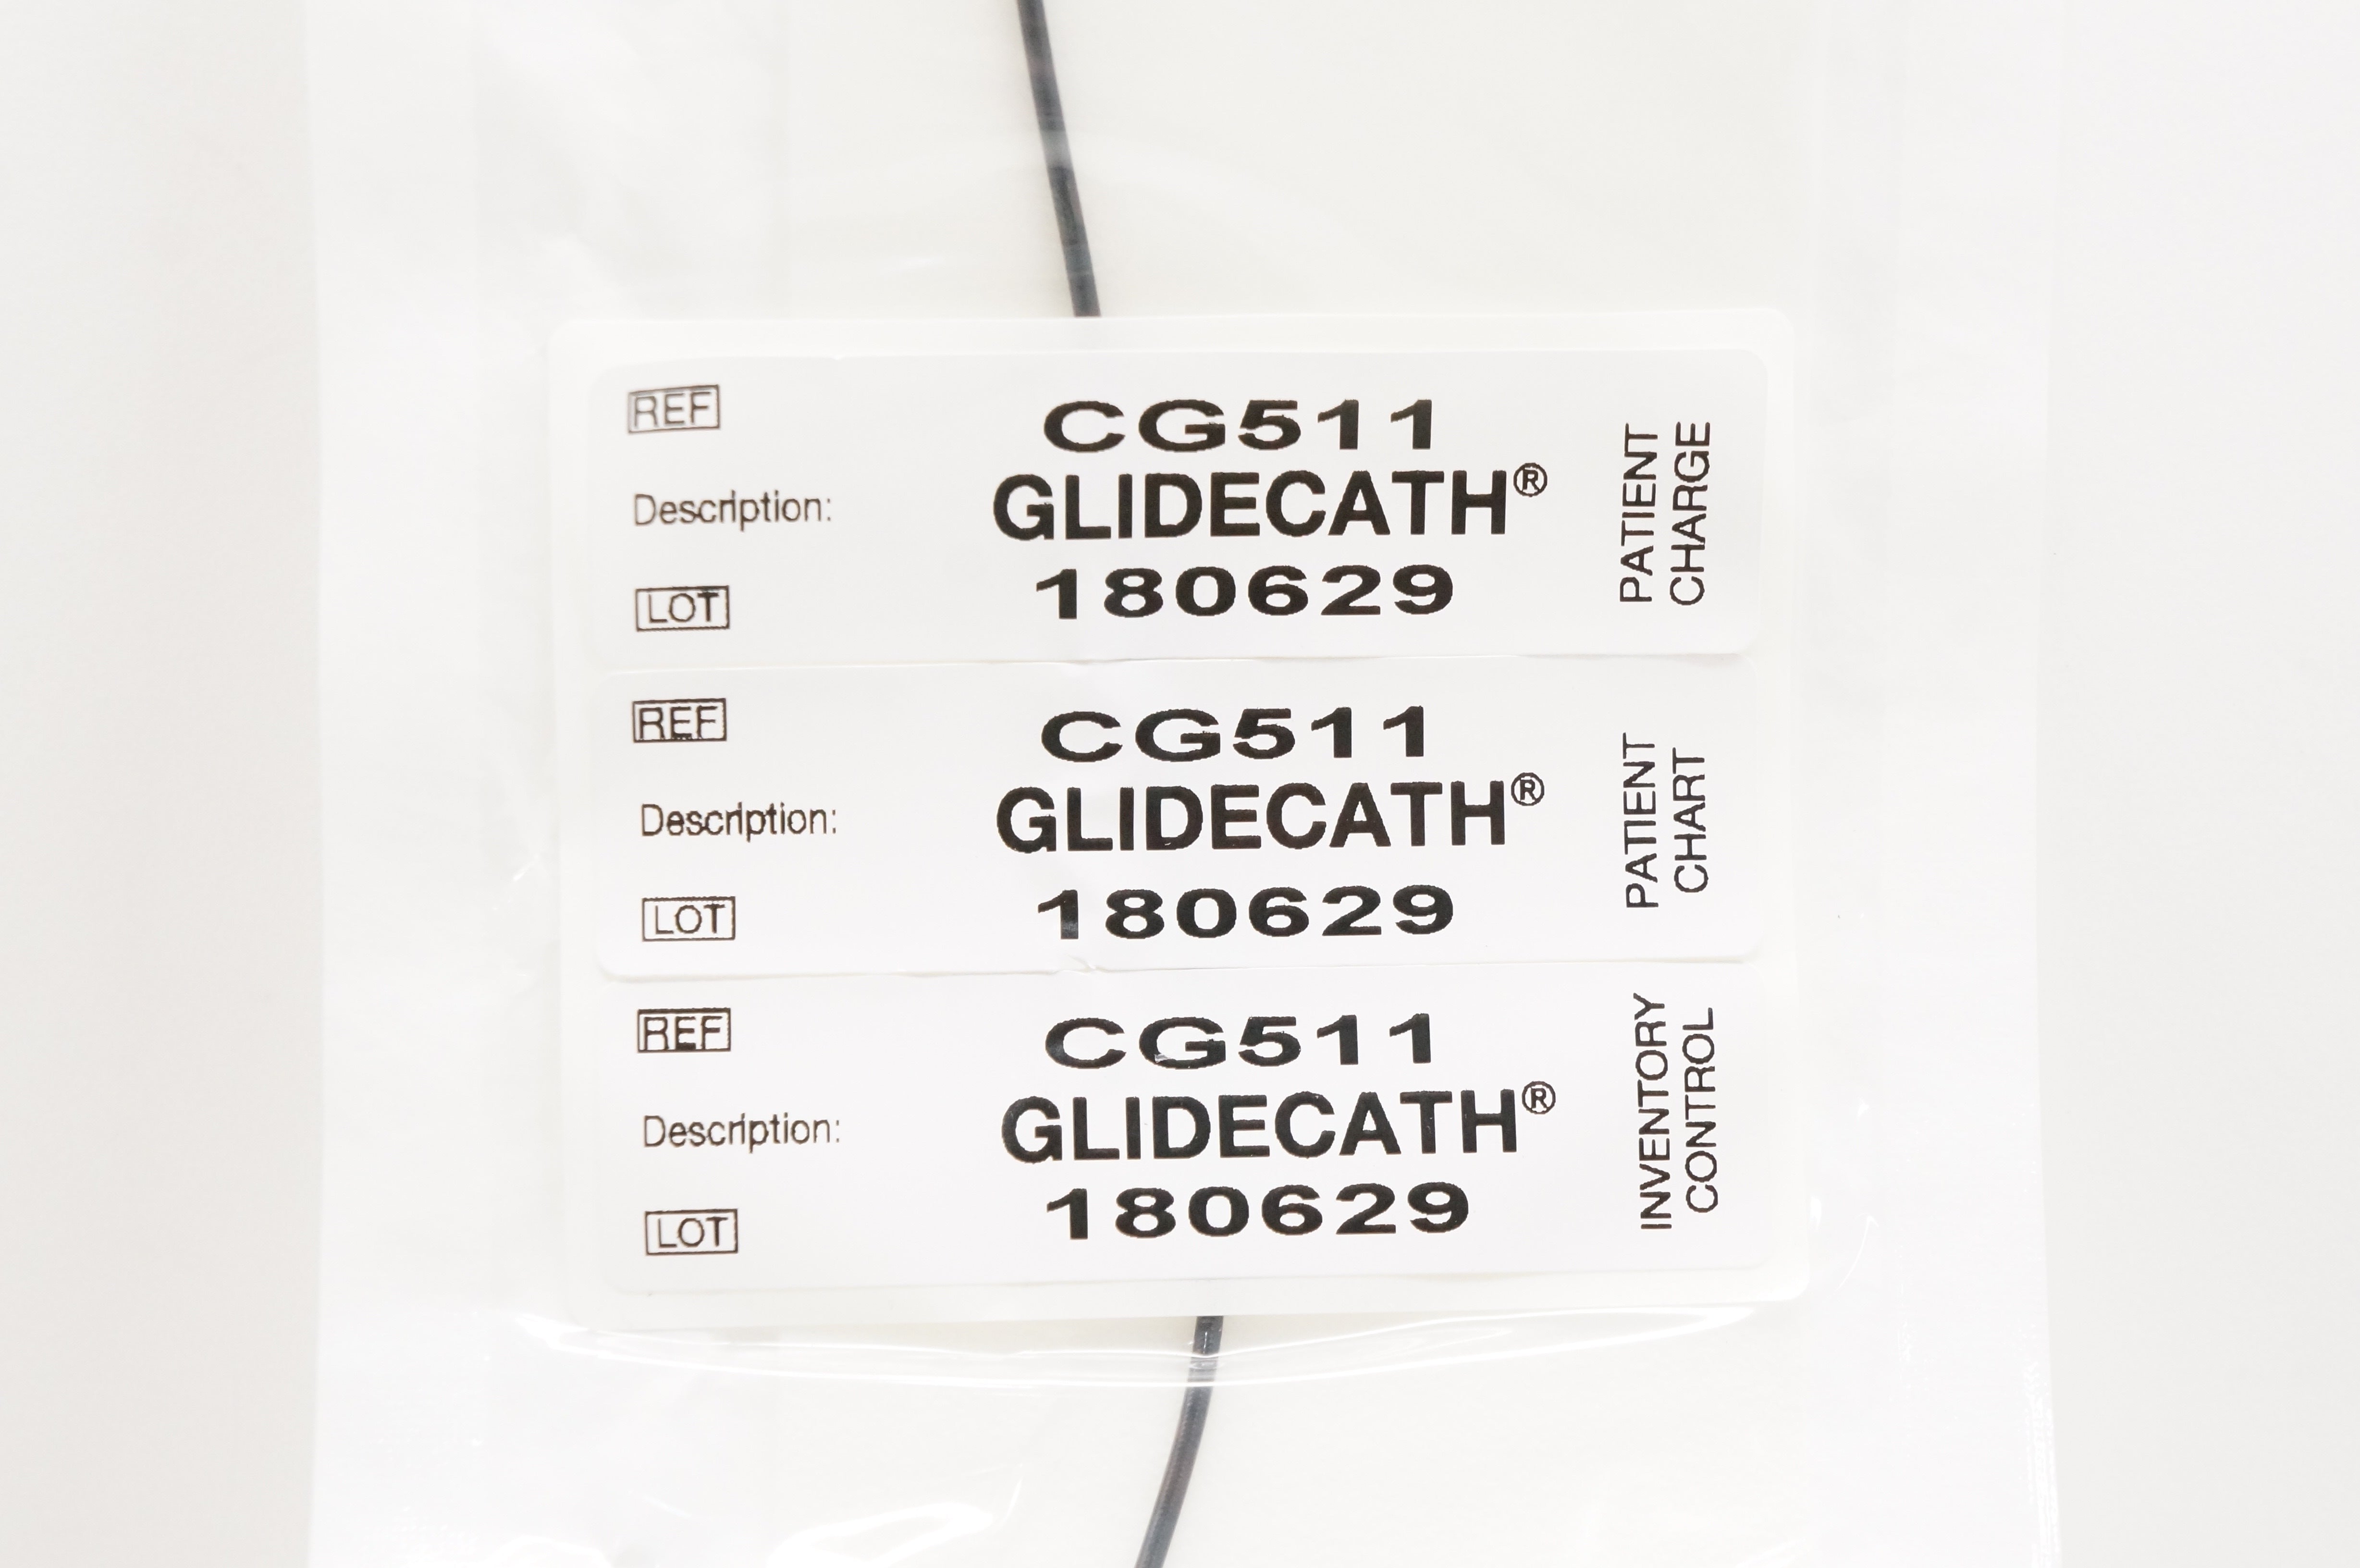 REF CG511
Description: GLIDECATH®
LOT 180629
PATIENT
CHARGE
REF CG511
Description: GLIDECATH®
LOT 180629
PATIENT
CHART
REF CG511
Description: GLIDECATH®
LOT 180629
INVENTORY
CONTROL